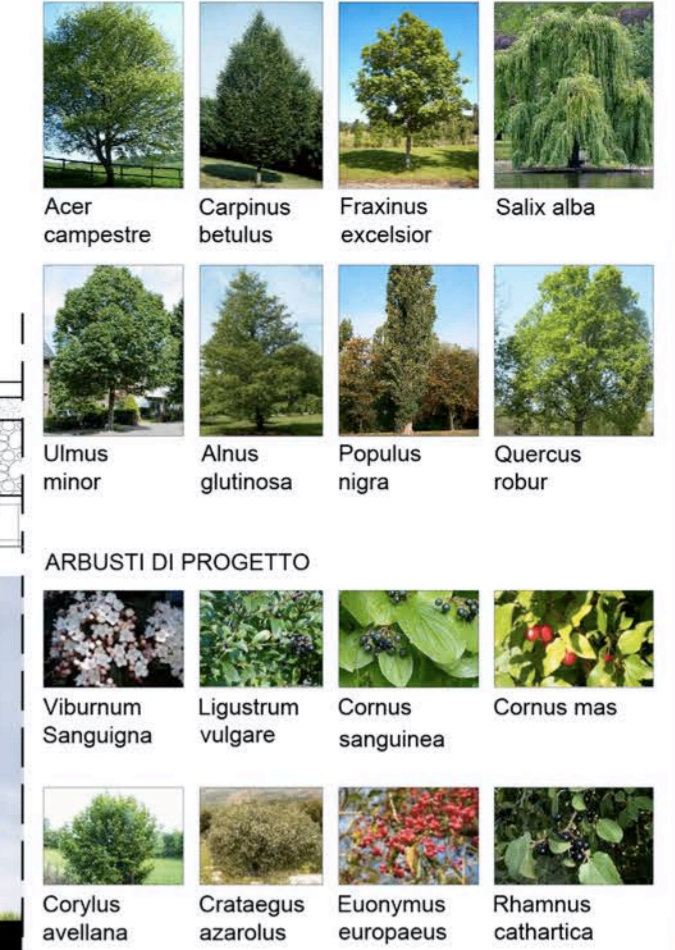 Acer
campestre
Carpinus
betulus
Fraxinus
excelsior
Salix alba
Ulmus
minor
Alnus
glutinosa
Populus
nigra
Quercus
robur
ARBUSTI DI PROGETTO
Viburnum
Sanguigna
Ligustrum
vulgare
Cornus
sanguinea
Cornus mas
Corylus
avellana
Crataegus
azarolus
Euonymus
europaeus
Rhamnus
cathartica